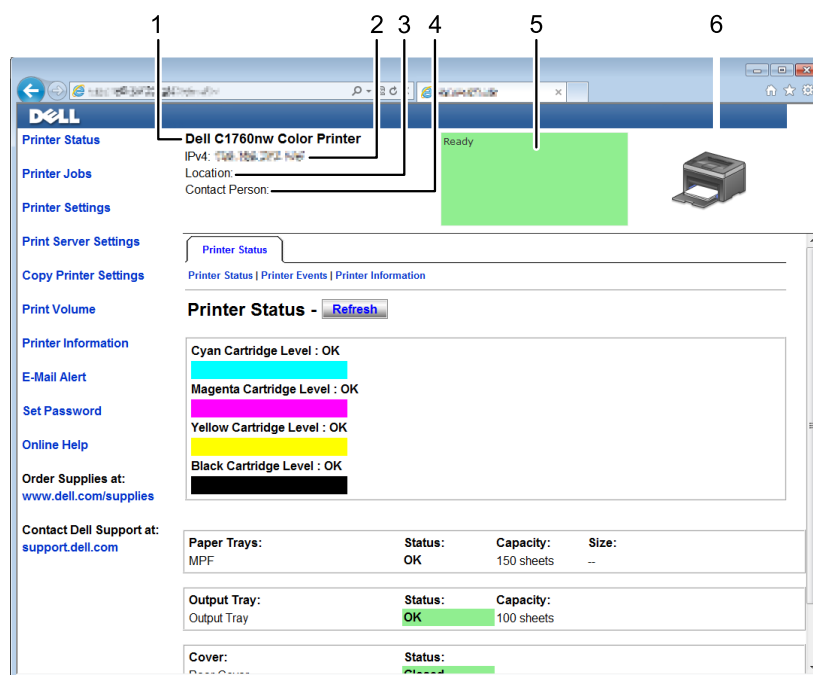 1 2 3 4 5 6
DELL
Printer Status
Printer Jobs
Printer Settings
Print Server Settings
Copy Printer Settings
Print Volume
Printer Information
E-Mail Alert
Set Password
Online Help
Order Supplies at:
www.dell.com/supplies
Contact Dell Support at:
support.dell.com
Dell C1760nw Color Printer
IPv4:
Location:
Contact Person:
Ready
Printer Status
Printer Status | Printer Events | Printer Information
Printer Status - Refresh
Cyan Cartridge Level : OK
Magenta Cartridge Level : OK
Yellow Cartridge Level : OK
Black Cartridge Level : OK
Paper Trays: Status: Capacity: Size:
MPF OK 150 sheets --
Output Tray: Status: Capacity:
Output Tray OK 100 sheets
Cover: Status:
Rear Cover Closed